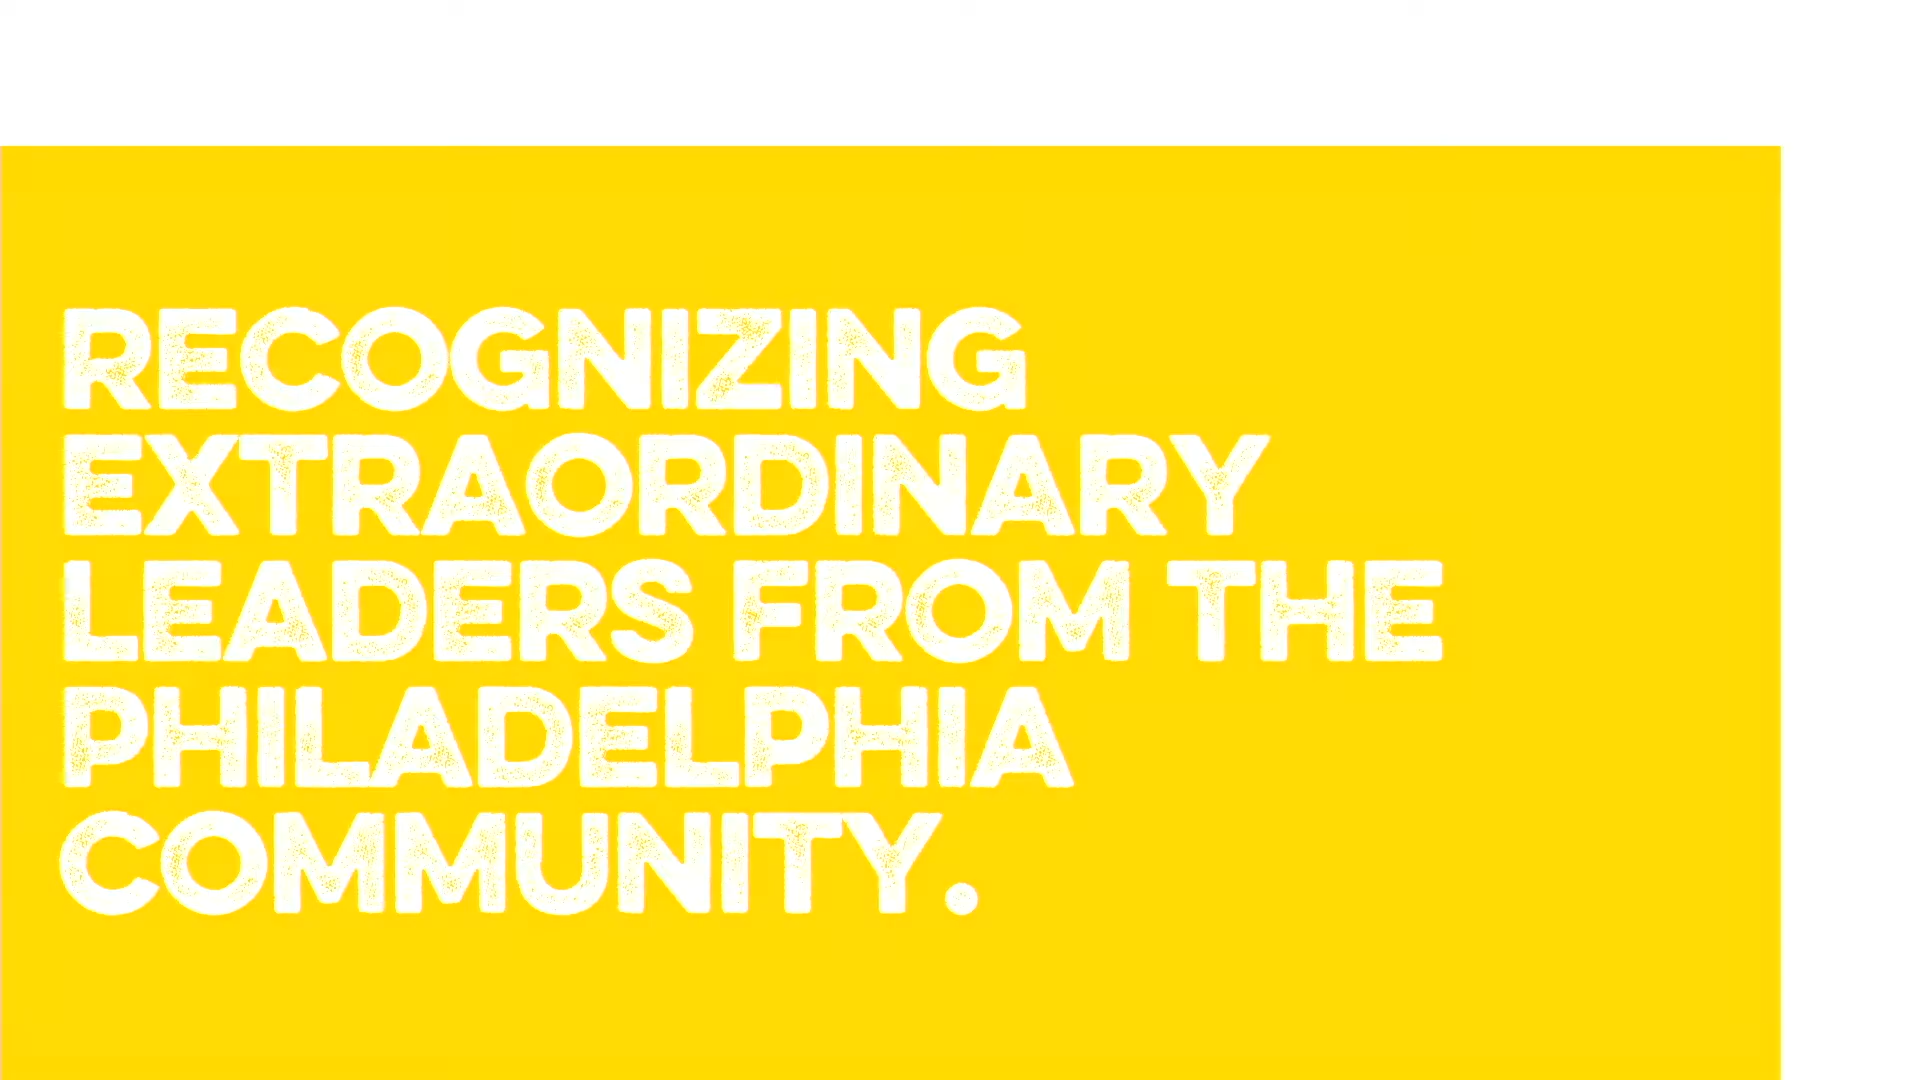 RECOGNIZING
EXTRAORDINARY
LEADERS FROM THE
PHILADELPHIA
COMMUNITY.